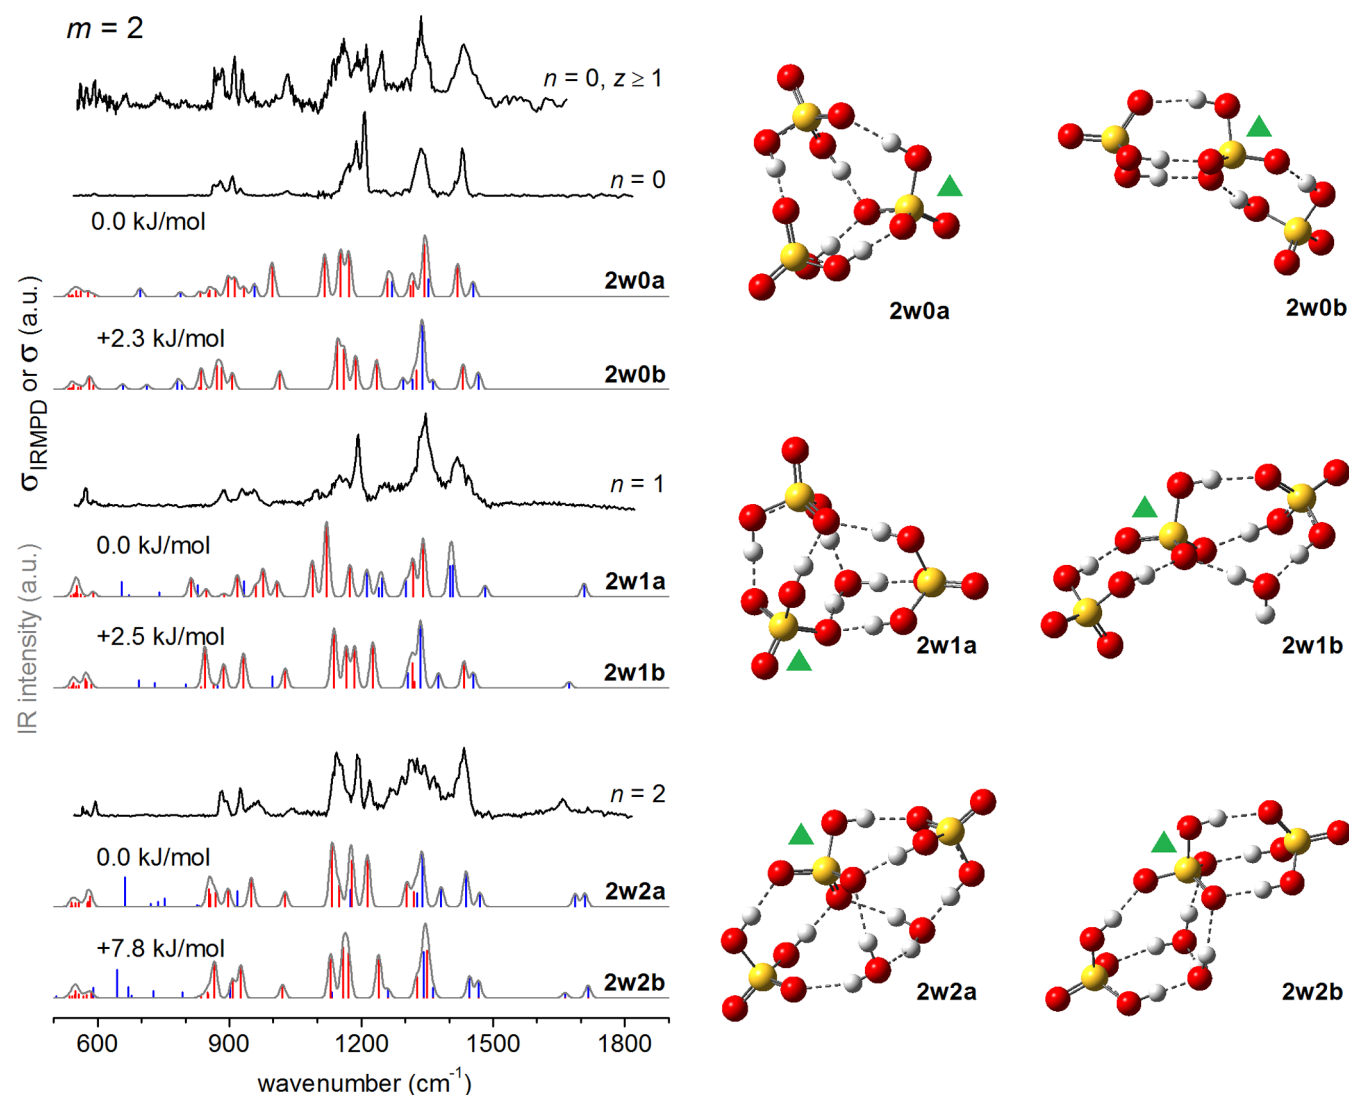 m = 2
n = 0, z ≥ 1
n = 0
0.0 kJ/mol
2w0a
+2.3 kJ/mol
2w0b
n = 1
0.0 kJ/mol
2w1a
+2.5 kJ/mol
2w1b
n = 2
0.0 kJ/mol
2w2a
+7.8 kJ/mol
2w2b
600 900 1200 1500 1800
wavenumber (cm⁻¹)
IR intensity (a.u.)
σIRMPD or σ (a.u.)
2w0a
2w0b
2w1a
2w1b
2w2a
2w2b